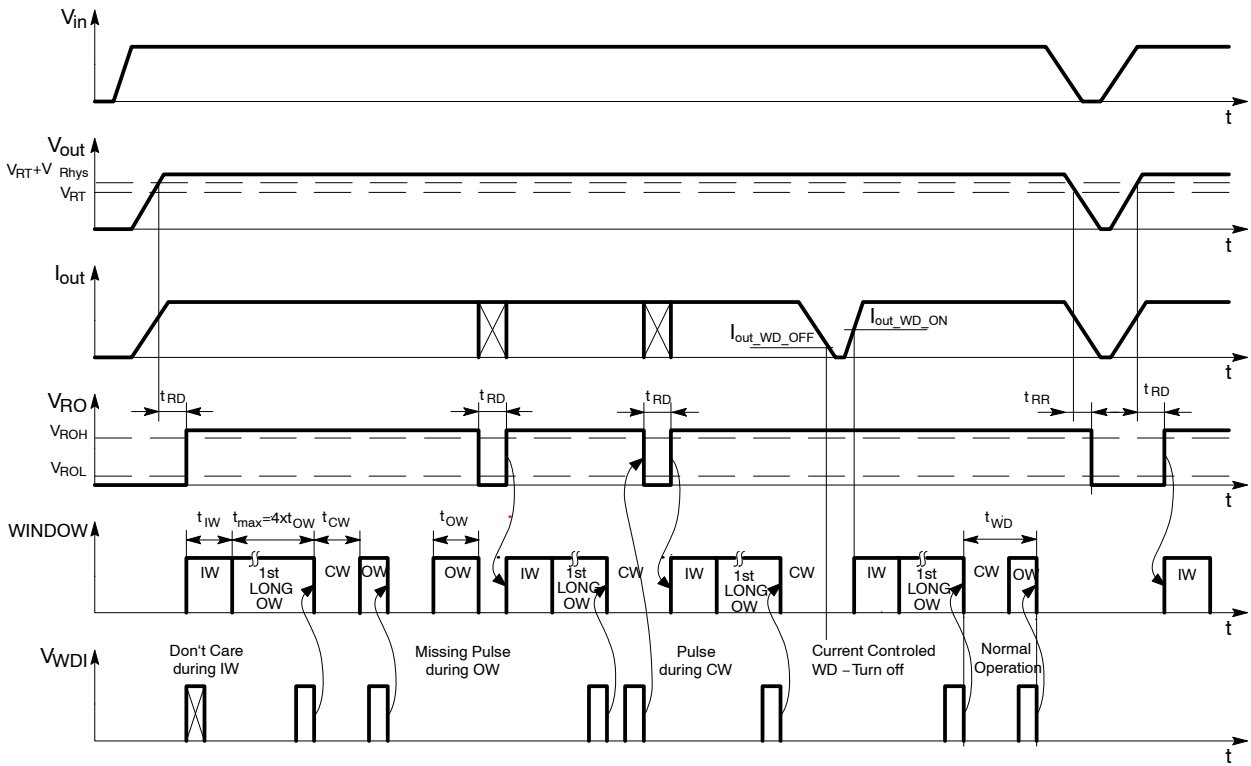 Vin
t
Vout
VRT+V Rhys
VRT
t
Iout
Iout_WD_OFF
Iout_WD_ON
t
VRO
tRD
tRD
tRD
tRR
tRD
VROH
VROL
t
WINDOW
tIW
tmax=4xtOW
tCW
tOW
tWD
IW
1st
LONG
OW
CW
OW
OW
IW
1st
LONG
OW
CW
IW
1st
LONG
OW
CW
IW
1st
LONG
OW
CW
OW
IW
t
VWDI
Don't Care
during IW
Missing Pulse
during OW
Pulse
during CW
Current Controled
WD – Turn off
Normal
Operation
t